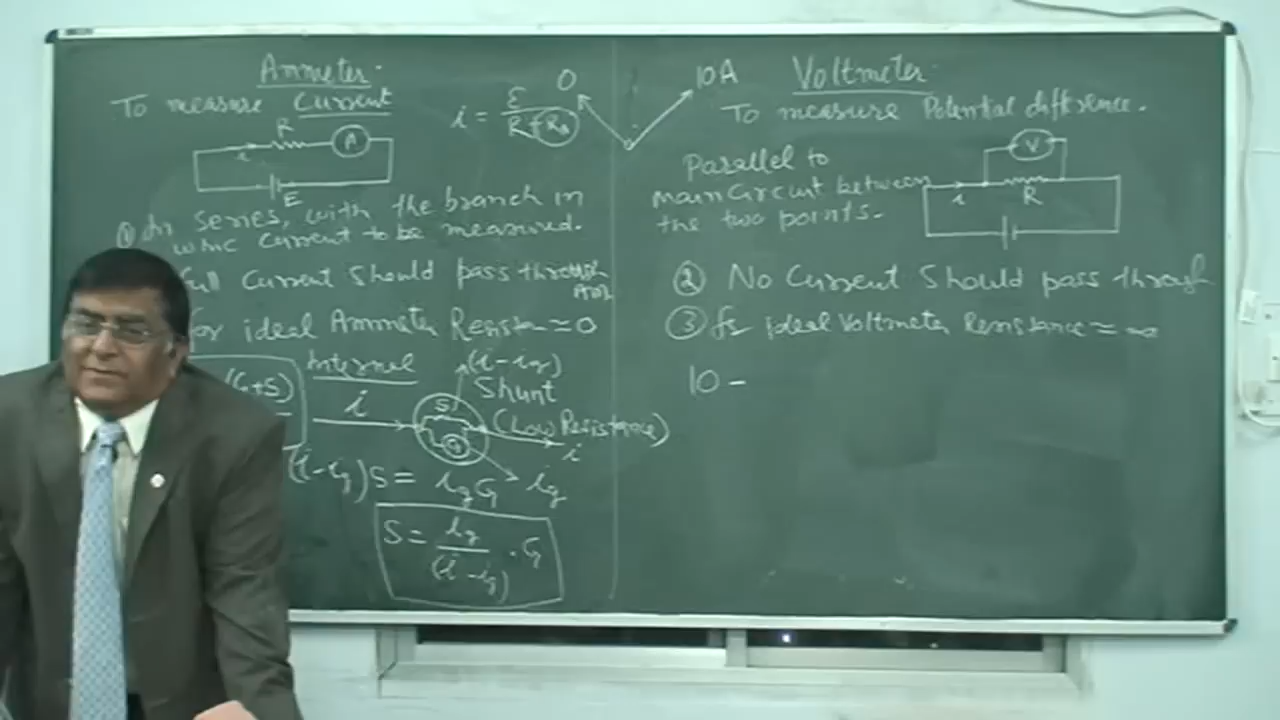 Ammeter.
To measure Current
R
A
i
E
i = ε / R + RA
0
10A
① In series, with the branch in
whic current to be measured.
full Current Should pass through
for ideal Ammeter Resistan ≈ 0
(G+S)
Internal
i
(i-ig)
Shunt
(Low Resistance)
S
G
i
ig
(i-ig)S = igG
S = ig / (i-ig) . G
Voltmeter.
To measure Potential difference.
Parallel to
main Circuit between
the two points.
V
i
R
② No Current Should pass through
③ for ideal Voltmeter Resistance ≈ ∞
10 -